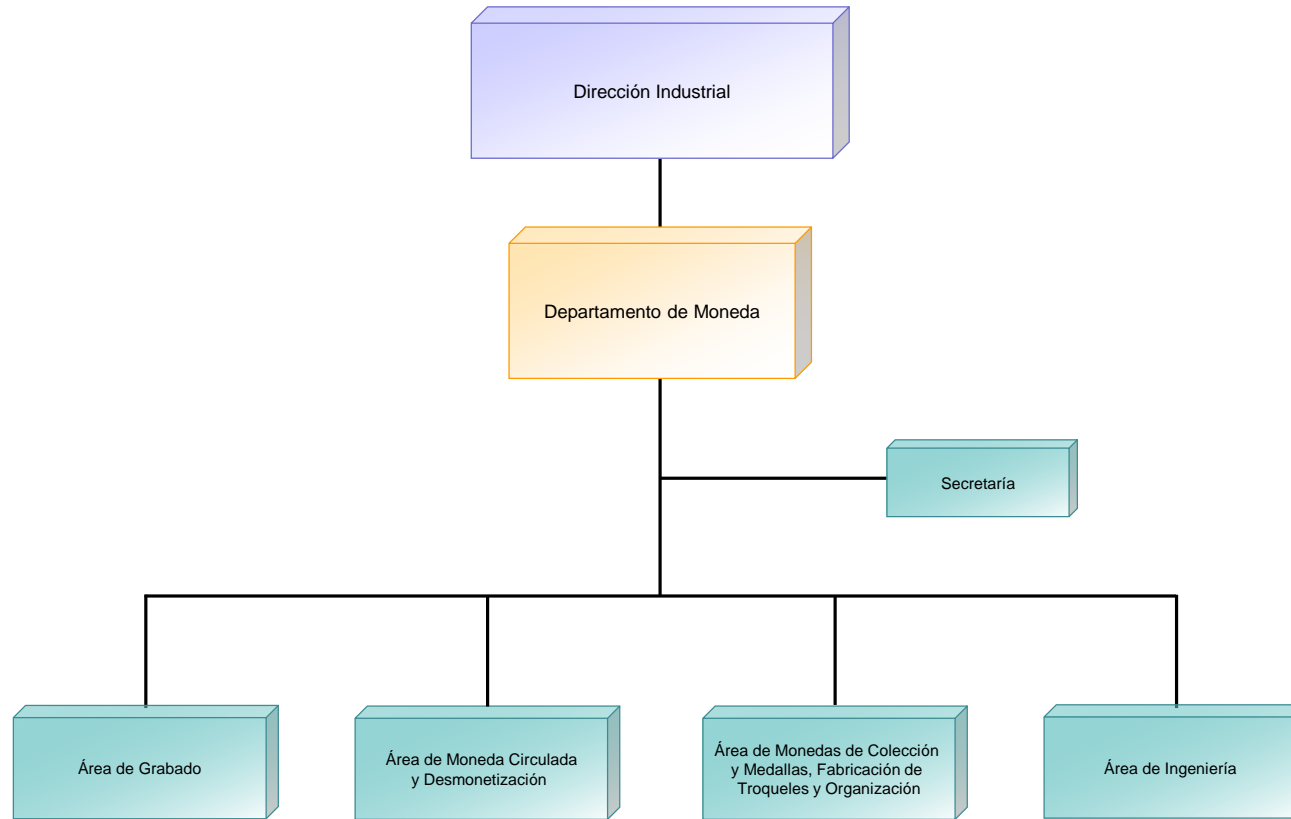 Dirección Industrial
Departamento de Moneda
Secretaría
Área de Grabado
Área de Moneda Circulada
y Desmonetización
Área de Monedas de Colección
y Medallas, Fabricación de
Troqueles y Organización
Área de Ingeniería